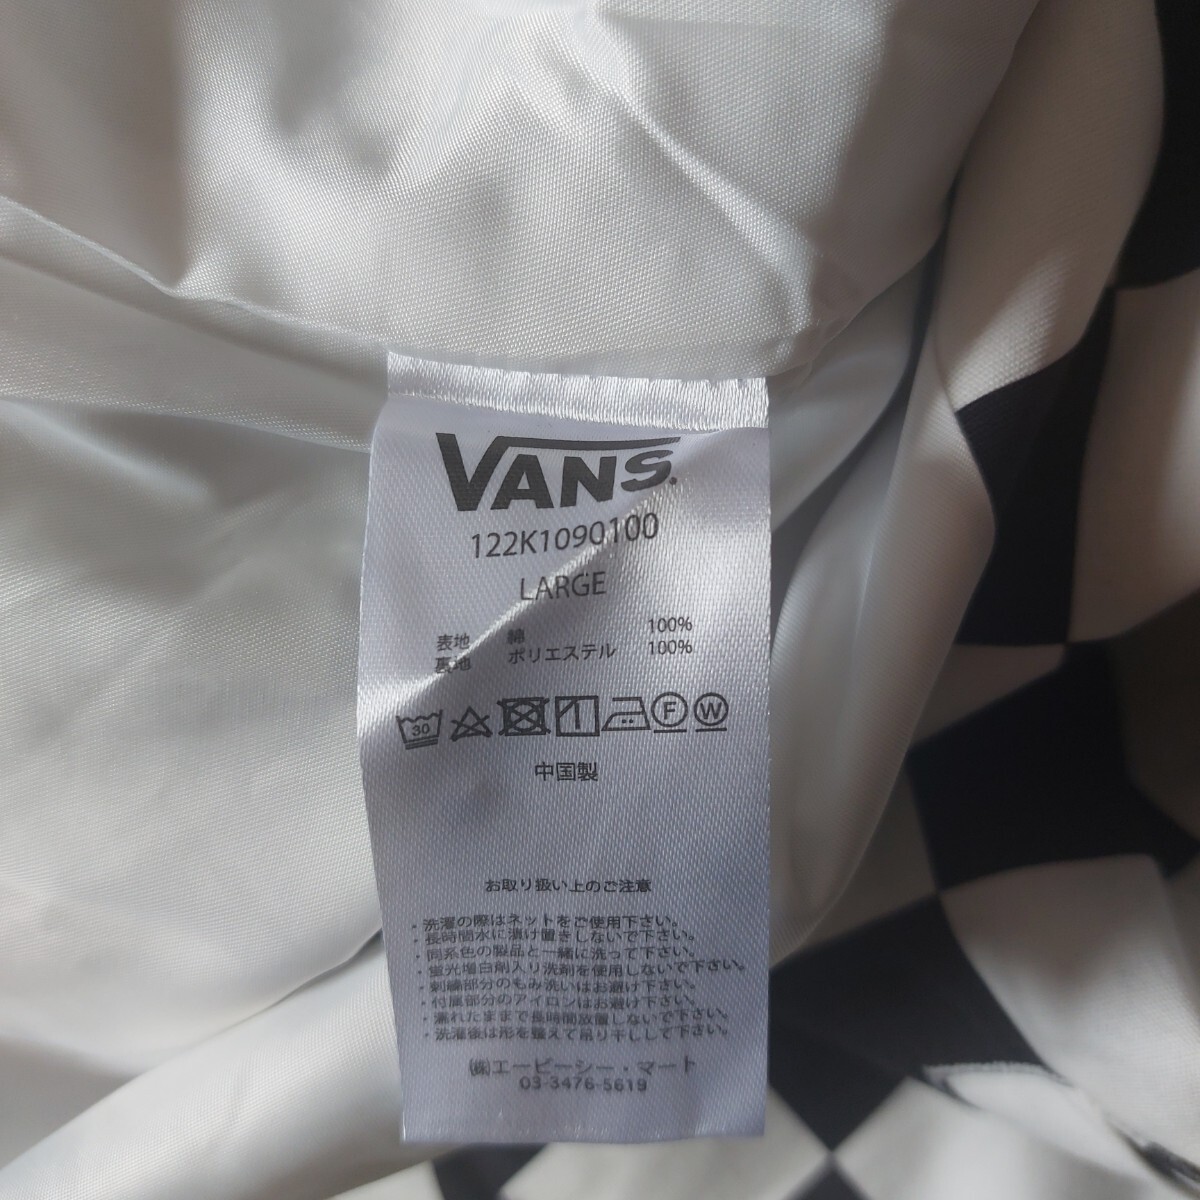 VANS
122K1090100
LARGE
表地 綿 100%
裏地 ポリエステル 100%
30 F W
中国製
お取り扱い上のご注意
・洗濯の際はネットをご使用下さい。
・長時間水に漬け置きしないで下さい。
・同系色の製品と一緒に洗って下さい。
・蛍光増白剤入り洗剤を使用しないで下さい。
・刺繍部分のもみ洗いはお避け下さい。
・付属部分のアイロンはお避け下さい。
・濡れたままで長時間放置しないで下さい。
・洗濯後は形を整えて吊り干しして下さい。
㈱エービーシー・マート
03-3476-5619